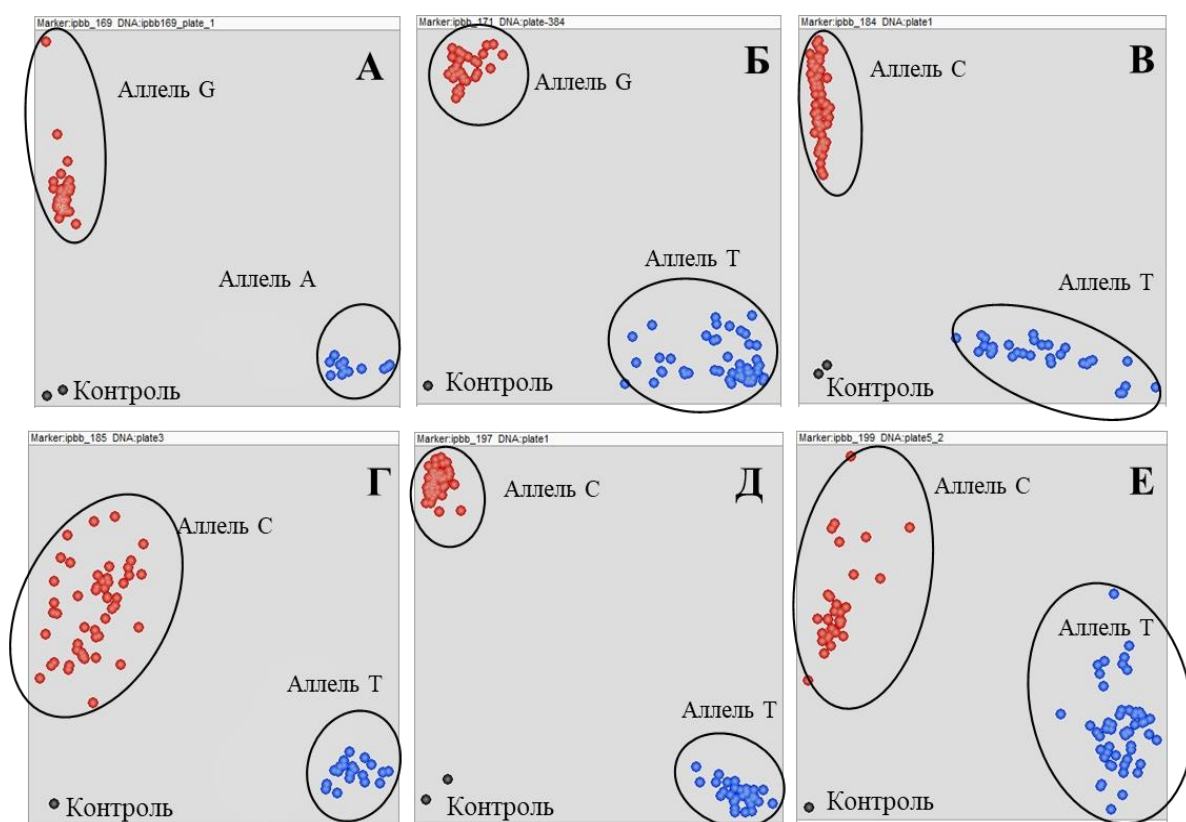 Marker:ipbb_169 DNA:ipbb169_plate_1
А
Аллель G
Аллель A
Контроль
Marker:ipbb_171 DNA:plate-384
Б
Аллель G
Аллель T
Контроль
Marker:ipbb_184 DNA:plate1
В
Аллель C
Аллель T
Контроль
Marker:ipbb_185 DNA:plate3
Г
Аллель C
Аллель T
Контроль
Marker:ipbb_197 DNA:plate1
Д
Аллель C
Аллель T
Контроль
Marker:ipbb_199 DNA:plate5_2
Е
Аллель C
Аллель T
Контроль